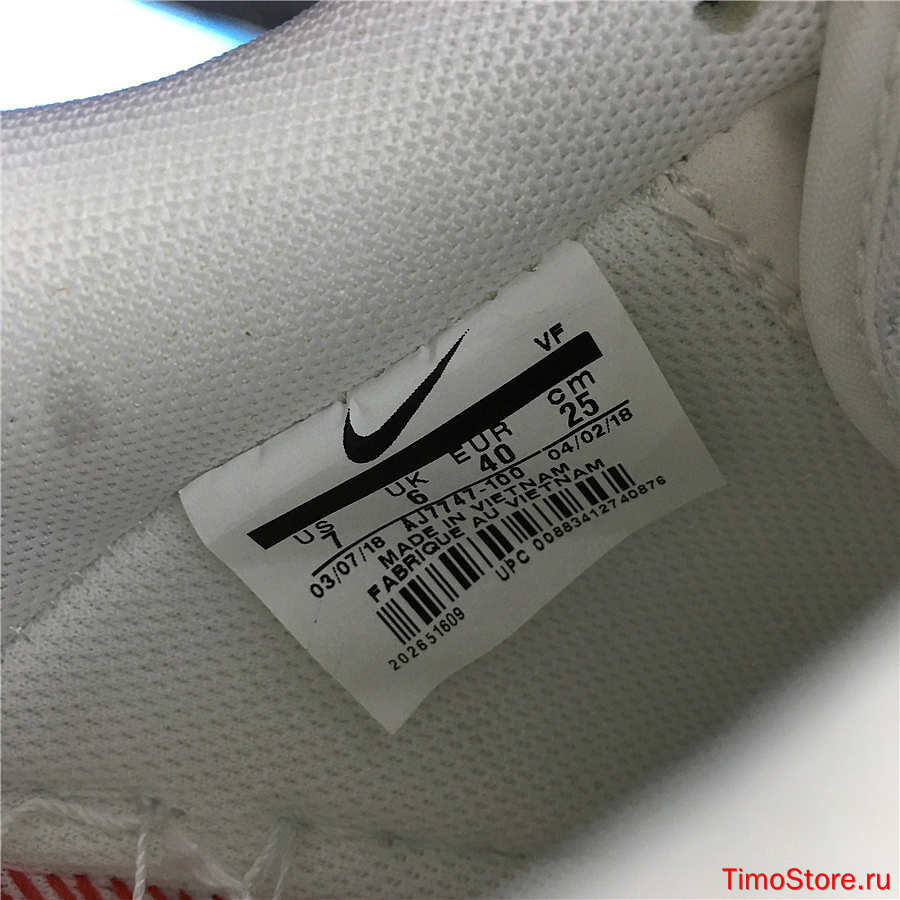 VF
US UK EUR cm
7 6 40 25
03/07/18 AJ7747-100 04/02/18
MADE IN VIETNAM
FABRIQUE AU VIETNAM
UPC 00883412740876
202651609
TimoStore.ru